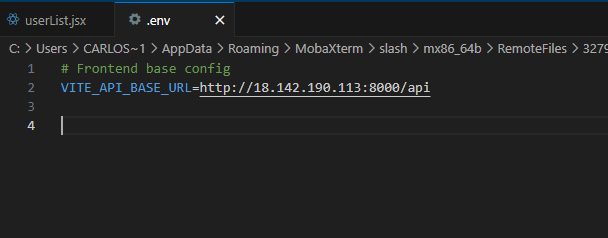 userList.jsx
.env
C: > Users > CARLOS~1 > AppData > Roaming > MobaXterm > slash > mx86_64b > RemoteFiles > 3279
1 # Frontend base config
2 VITE_API_BASE_URL=http://18.142.190.113:8000/api
3
4